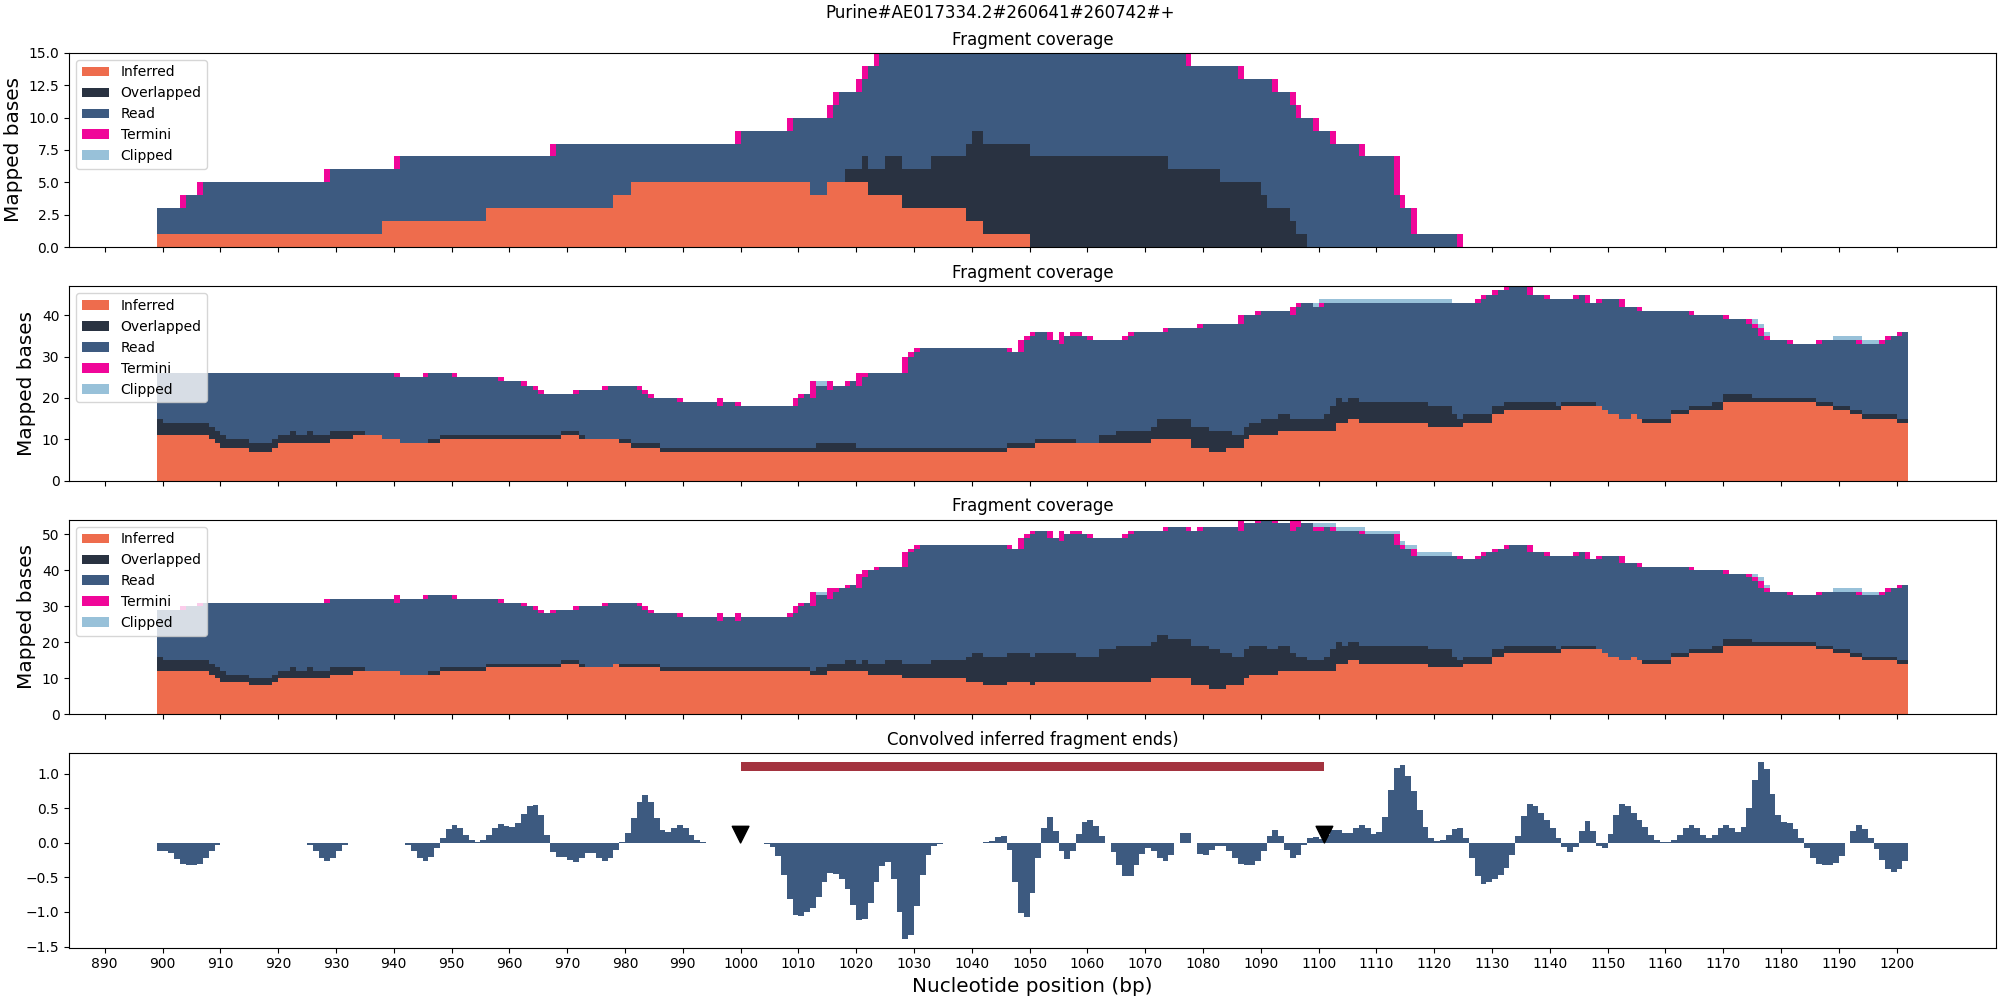 Purine#AE017334.2#260641#260742#+
Fragment coverage
Mapped bases
15.0
12.5
10.0
7.5
5.0
2.5
0.0
Inferred
Overlapped
Read
Termini
Clipped
Fragment coverage
Mapped bases
40
30
20
10
0
Inferred
Overlapped
Read
Termini
Clipped
Fragment coverage
Mapped bases
50
40
30
20
10
0
Inferred
Overlapped
Read
Termini
Clipped
Convolved inferred fragment ends)
1.0
0.5
0.0
−0.5
−1.0
−1.5
890 900 910 920 930 940 950 960 970 980 990 1000 1010 1020 1030 1040 1050 1060 1070 1080 1090 1100 1110 1120 1130 1140 1150 1160 1170 1180 1190 1200
Nucleotide position (bp)